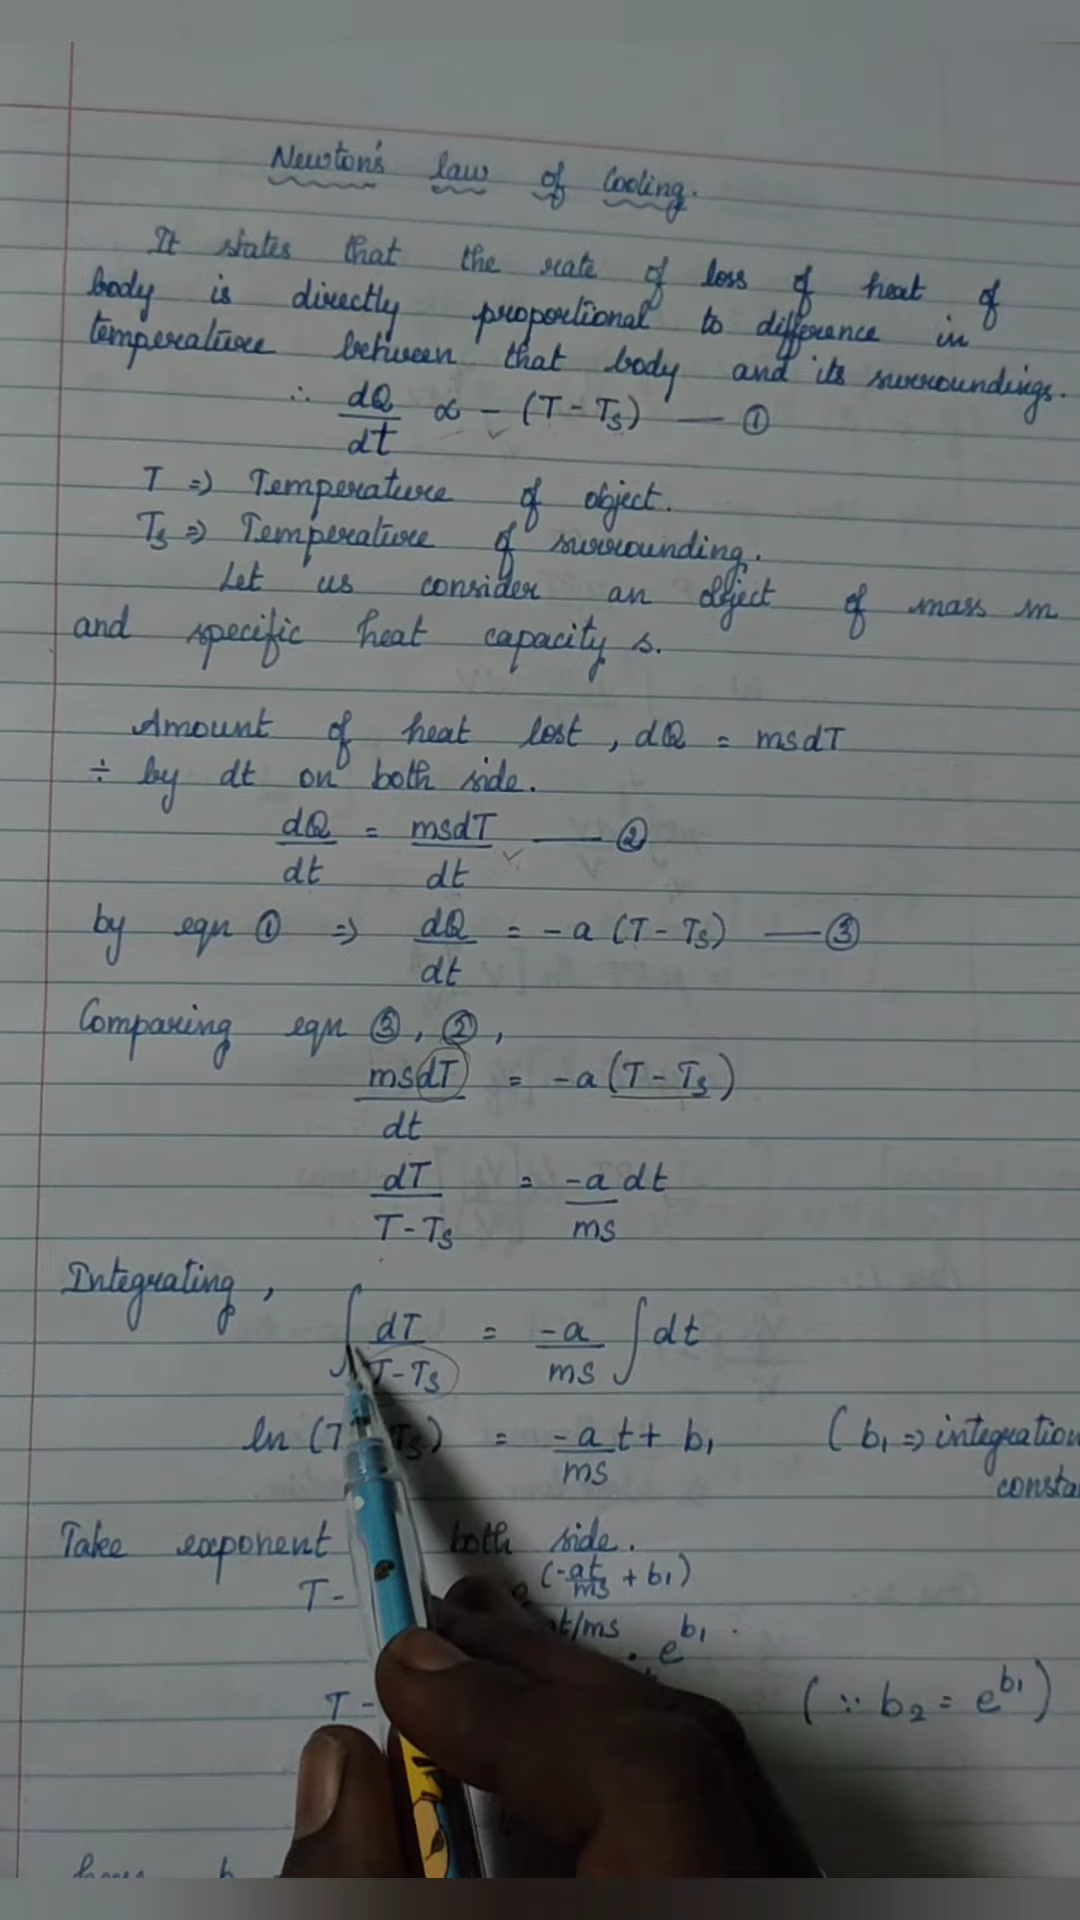 Newton's law of Cooling.
It states that the rate of loss of heat of
body is directly proportional to difference in
temperature between that body and its surroundings.
∴ dQ/dt ∝ - (T - Ts) — ①
T => Temperature of object.
Ts => Temperature of surrounding.
Let us consider an object of mass m
and specific heat capacity s.
Amount of heat lost, dQ = msdT
÷ by dt on both side.
dQ/dt = msdT/dt — ②
by eqn ① => dQ/dt = -a (T - Ts) — ③
Comparing eqn ③, ②,
msdT/dt = -a (T - Ts)
dT/T - Ts = -a/ms dt
Integrating,
∫ dT/T - Ts = -a/ms ∫ dt
ln (T Ts) = -a/ms t + b₁ (b₁ => integration
Take exponent both side.
T - e^(-at/ms + b₁)
t/ms . e^b₁ .
T - (∵ b₂ = e^b₁)